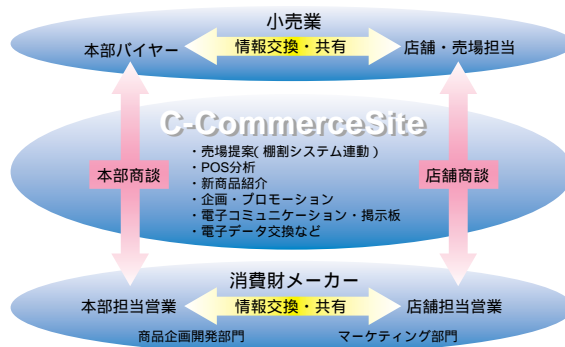 小売業
本部バイヤー
情報交換・共有
店舗・売場担当
C-CommerceSite
・売場提案(棚割システム連動)
・POS分析
・新商品紹介
・企画・プロモーション
・電子コミュニケーション・掲示板
・電子データ交換など
本部商談
店舗商談
消費財メーカー
本部担当営業
情報交換・共有
店舗担当営業
商品企画開発部門
マーケティング部門